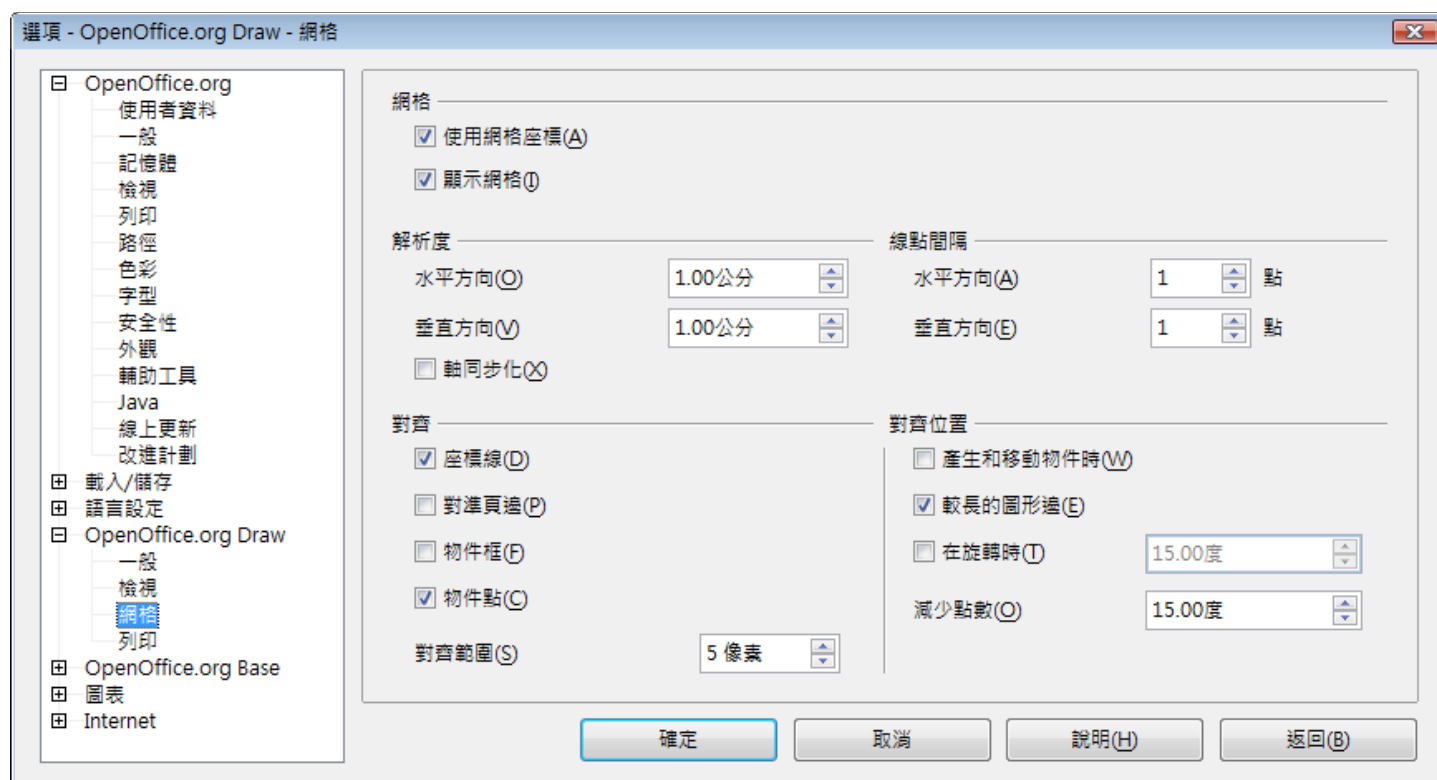 選項 - OpenOffice.org Draw - 網格
OpenOffice.org
使用者資料
一般
記憶體
檢視
列印
路徑
色彩
字型
安全性
外觀
輔助工具
Java
線上更新
改進計劃
載入/儲存
語言設定
OpenOffice.org Draw
一般
檢視
網格
列印
OpenOffice.org Base
圖表
Internet
網格
使用網格座標(A)
顯示網格(I)
解析度
水平方向(O) 1.00公分
垂直方向(V) 1.00公分
軸同步化(X)
線點間隔
水平方向(A) 1 點
垂直方向(E) 1 點
對齊
座標線(D)
對準頁邊(P)
物件框(F)
物件點(C)
對齊範圍(S) 5 像素
對齊位置
產生和移動物件時(W)
較長的圖形邊(E)
在旋轉時(T) 15.00度
減少點數(O) 15.00度
確定 取消 說明(H) 返回(B)